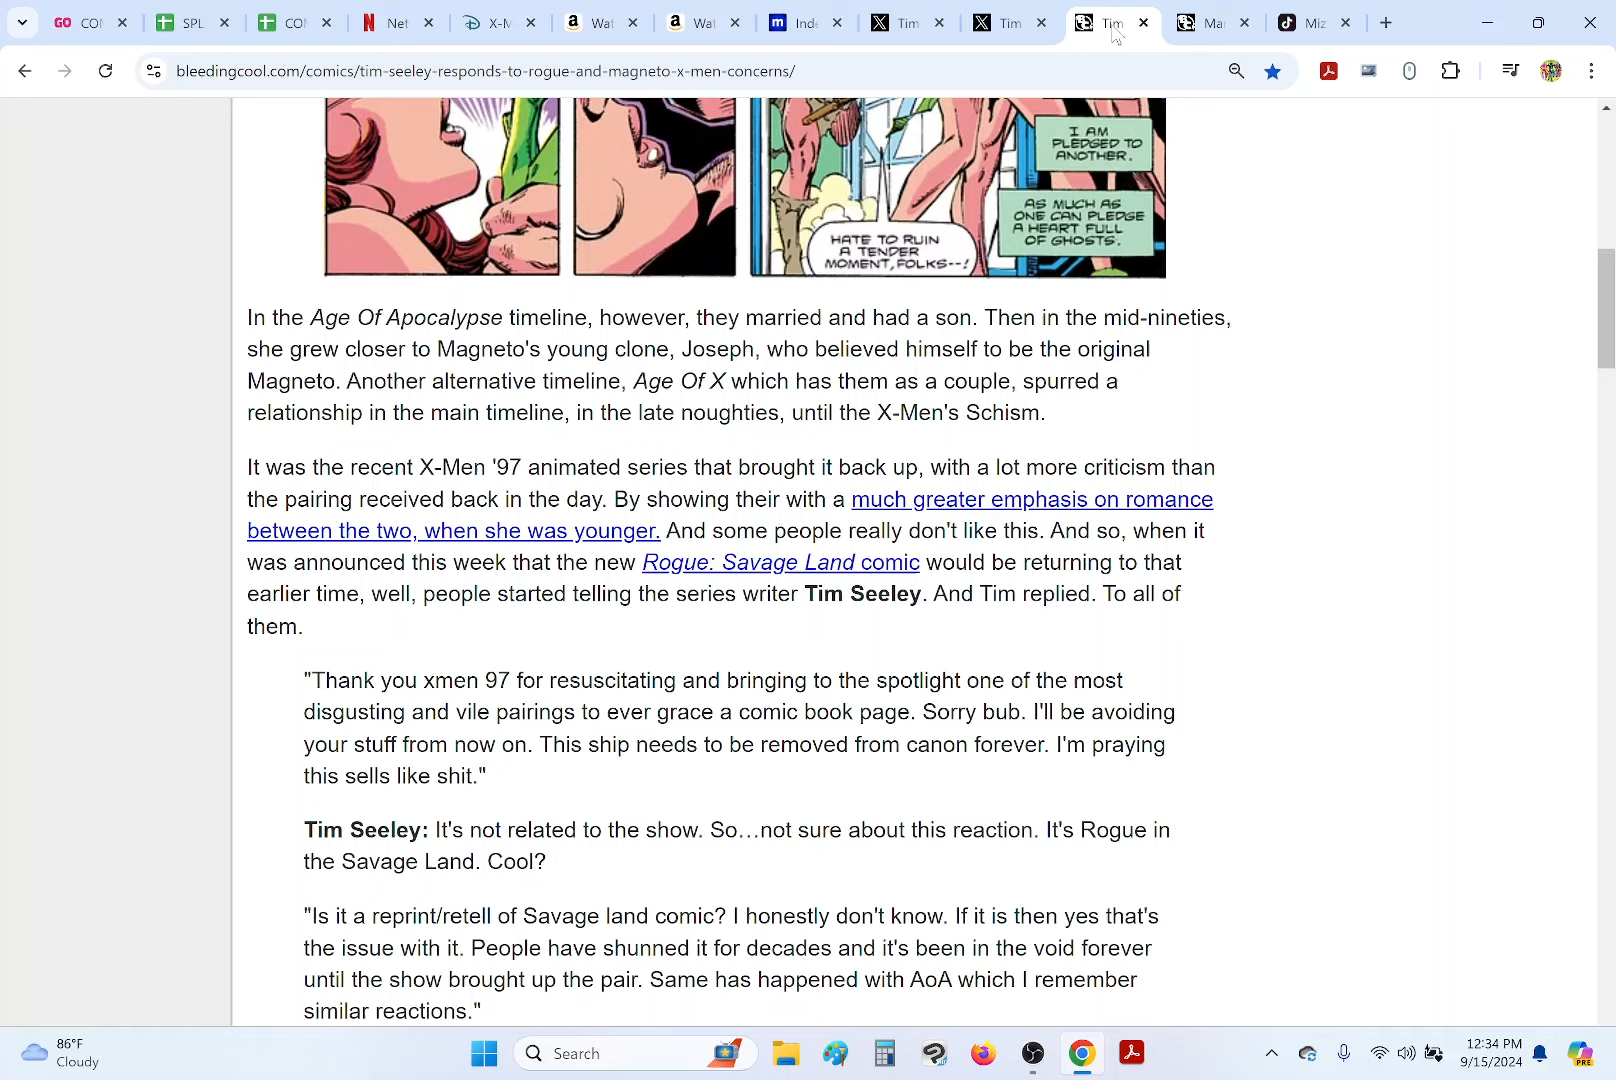 CO
SPL
CO
Net
X-M
Wat
Wat
Inde
Tim
Tim
Tim
Ma
Miz
bleedingcool.com/comics/tim-seeley-responds-to-rogue-and-magneto-x-men-concerns/
I AM
PLEDGED TO
ANOTHER.
AS MUCH AS
ONE CAN PLEDGE
A HEART FULL
OF GHOSTS.
HATE TO RUIN
A TENDER
MOMENT, FOLKS--!
In the Age Of Apocalypse timeline, however, they married and had a son. Then in the mid-nineties,
she grew closer to Magneto's young clone, Joseph, who believed himself to be the original
Magneto. Another alternative timeline, Age Of X which has them as a couple, spurred a
relationship in the main timeline, in the late noughties, until the X-Men's Schism.
It was the recent X-Men '97 animated series that brought it back up, with a lot more criticism than
the pairing received back in the day. By showing their with a much greater emphasis on romance
between the two, when she was younger. And some people really don't like this. And so, when it
was announced this week that the new Rogue: Savage Land comic would be returning to that
earlier time, well, people started telling the series writer Tim Seeley. And Tim replied. To all of
them.
"Thank you xmen 97 for resuscitating and bringing to the spotlight one of the most
disgusting and vile pairings to ever grace a comic book page. Sorry bub. I'll be avoiding
your stuff from now on. This ship needs to be removed from canon forever. I'm praying
this sells like shit."
Tim Seeley: It's not related to the show. So…not sure about this reaction. It's Rogue in
the Savage Land. Cool?
"Is it a reprint/retell of Savage land comic? I honestly don't know. If it is then yes that's
the issue with it. People have shunned it for decades and it's been in the void forever
until the show brought up the pair. Same has happened with AoA which I remember
similar reactions."
86°F
Cloudy
Search
12:34 PM
9/15/2024
PRE